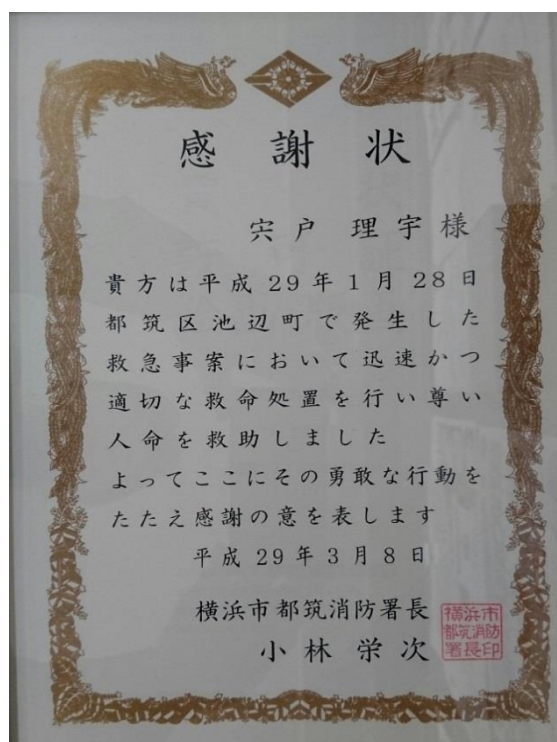 感謝状
宍戸 理宇 様
貴方は平成29年1月28日
都筑区池辺町で発生した
救急事案において迅速かつ
適切な救命処置を行い尊い
人命を救助しました
よってここにその勇敢な行動を
たたえ感謝の意を表します
平成29年3月8日
横浜市都筑消防署長
小林 栄次
横浜市
都筑消防
署長印